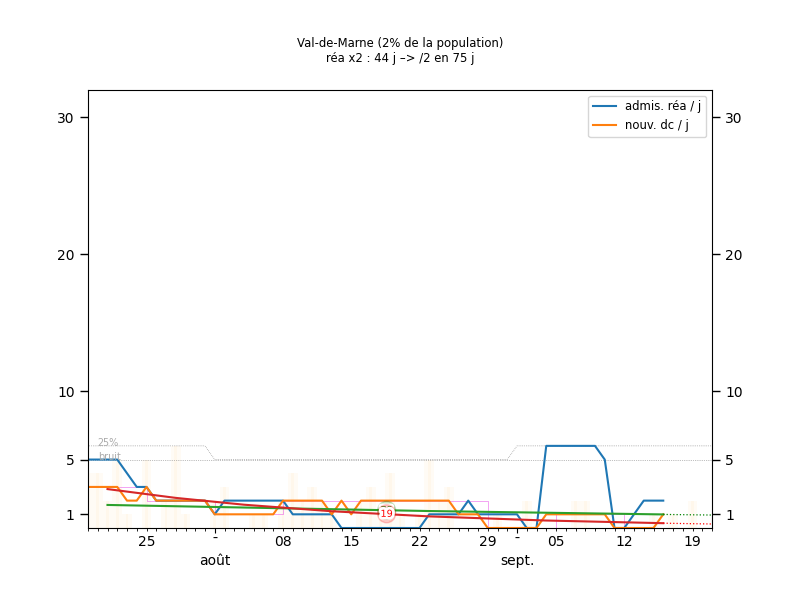 Val-de-Marne (2% de la population)
réa x2 : 44 j –> /2 en 75 j
admis. réa / j
nouv. dc / j
30 30
20 20
10 10
25%
bruit
5 5
19
1 1
25 - 08 15 22 29 - 05 12 19
août sept.